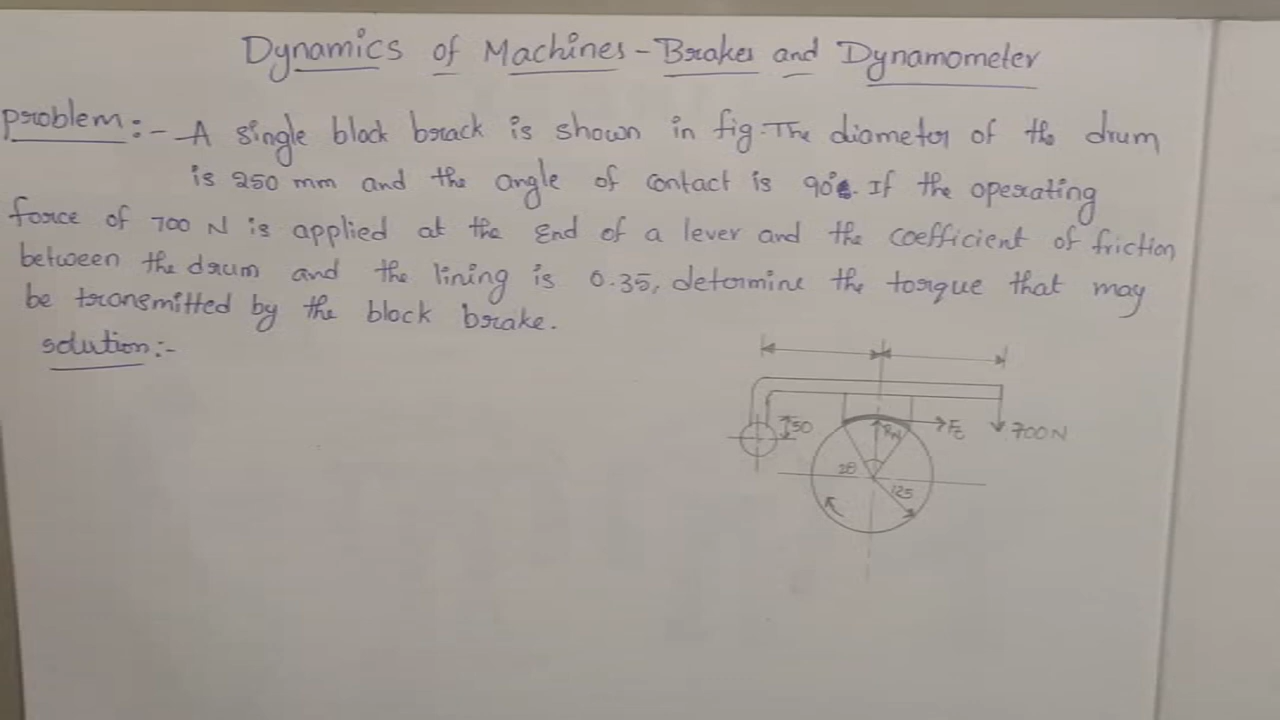 Dynamics of Machines - Brakes and Dynamometer
Problem:- A single block brack is shown in fig. The diameter of the drum
is 250 mm and the angle of contact is 90°. If the operating
force of 700 N is applied at the end of a lever and the coefficient of friction
between the drum and the lining is 0.35, determine the torque that may
be transmitted by the block brake.
solution:-
50
RN
Ft
700N
2θ
125